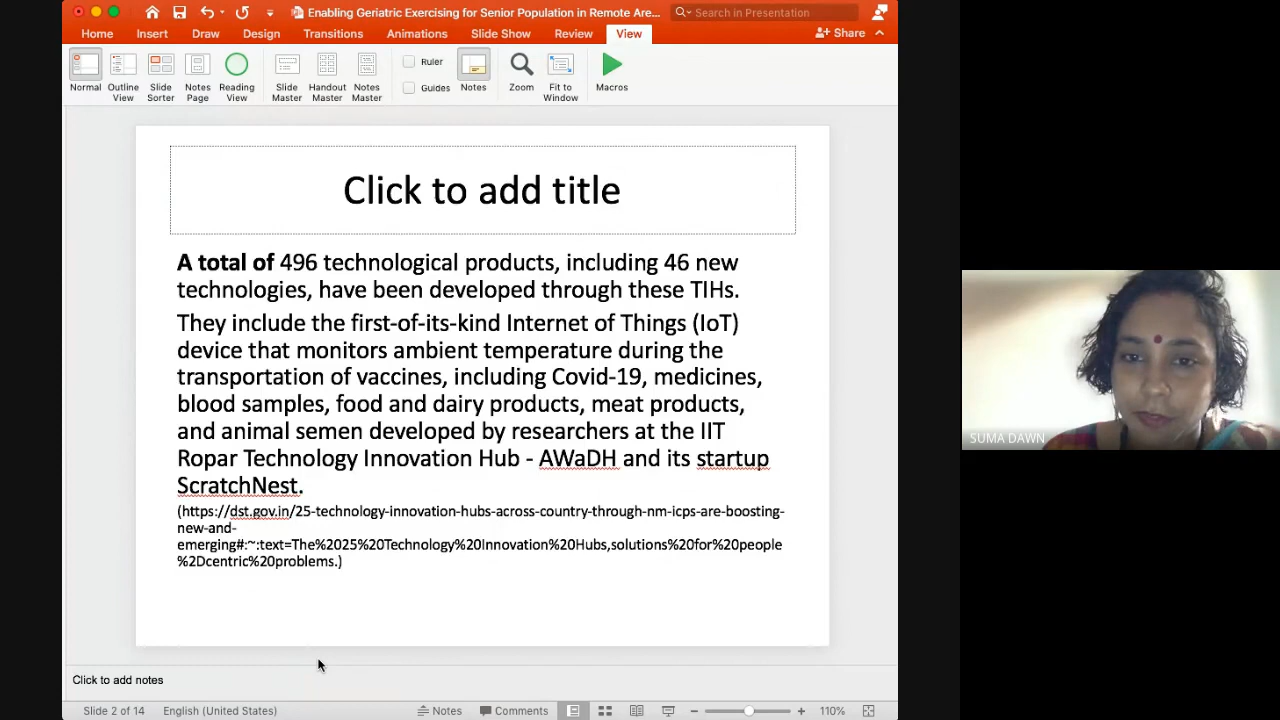 Enabling Geriatric Exercising for Senior Population in Remote Are...
Search in Presentation
Home Insert Draw Design Transitions Animations Slide Show Review View Share
Normal Outline View Slide Sorter Notes Page Reading View Slide Master Handout Master Notes Master Ruler Guides Notes Zoom Fit to Window Macros
Click to add title
A total of 496 technological products, including 46 new
technologies, have been developed through these TIHs.
They include the first-of-its-kind Internet of Things (IoT)
device that monitors ambient temperature during the
transportation of vaccines, including Covid-19, medicines,
blood samples, food and dairy products, meat products,
and animal semen developed by researchers at the IIT
Ropar Technology Innovation Hub - AWaDH and its startup
ScratchNest.
(https://dst.gov.in/25-technology-innovation-hubs-across-country-through-nm-icps-are-boosting-
new-and-
emerging#:~:text=The%2025%20Technology%20Innovation%20Hubs,solutions%20for%20people
%2Dcentric%20problems.)
SUMA DAWN
Click to add notes
Slide 2 of 14 English (United States) Notes Comments 110%